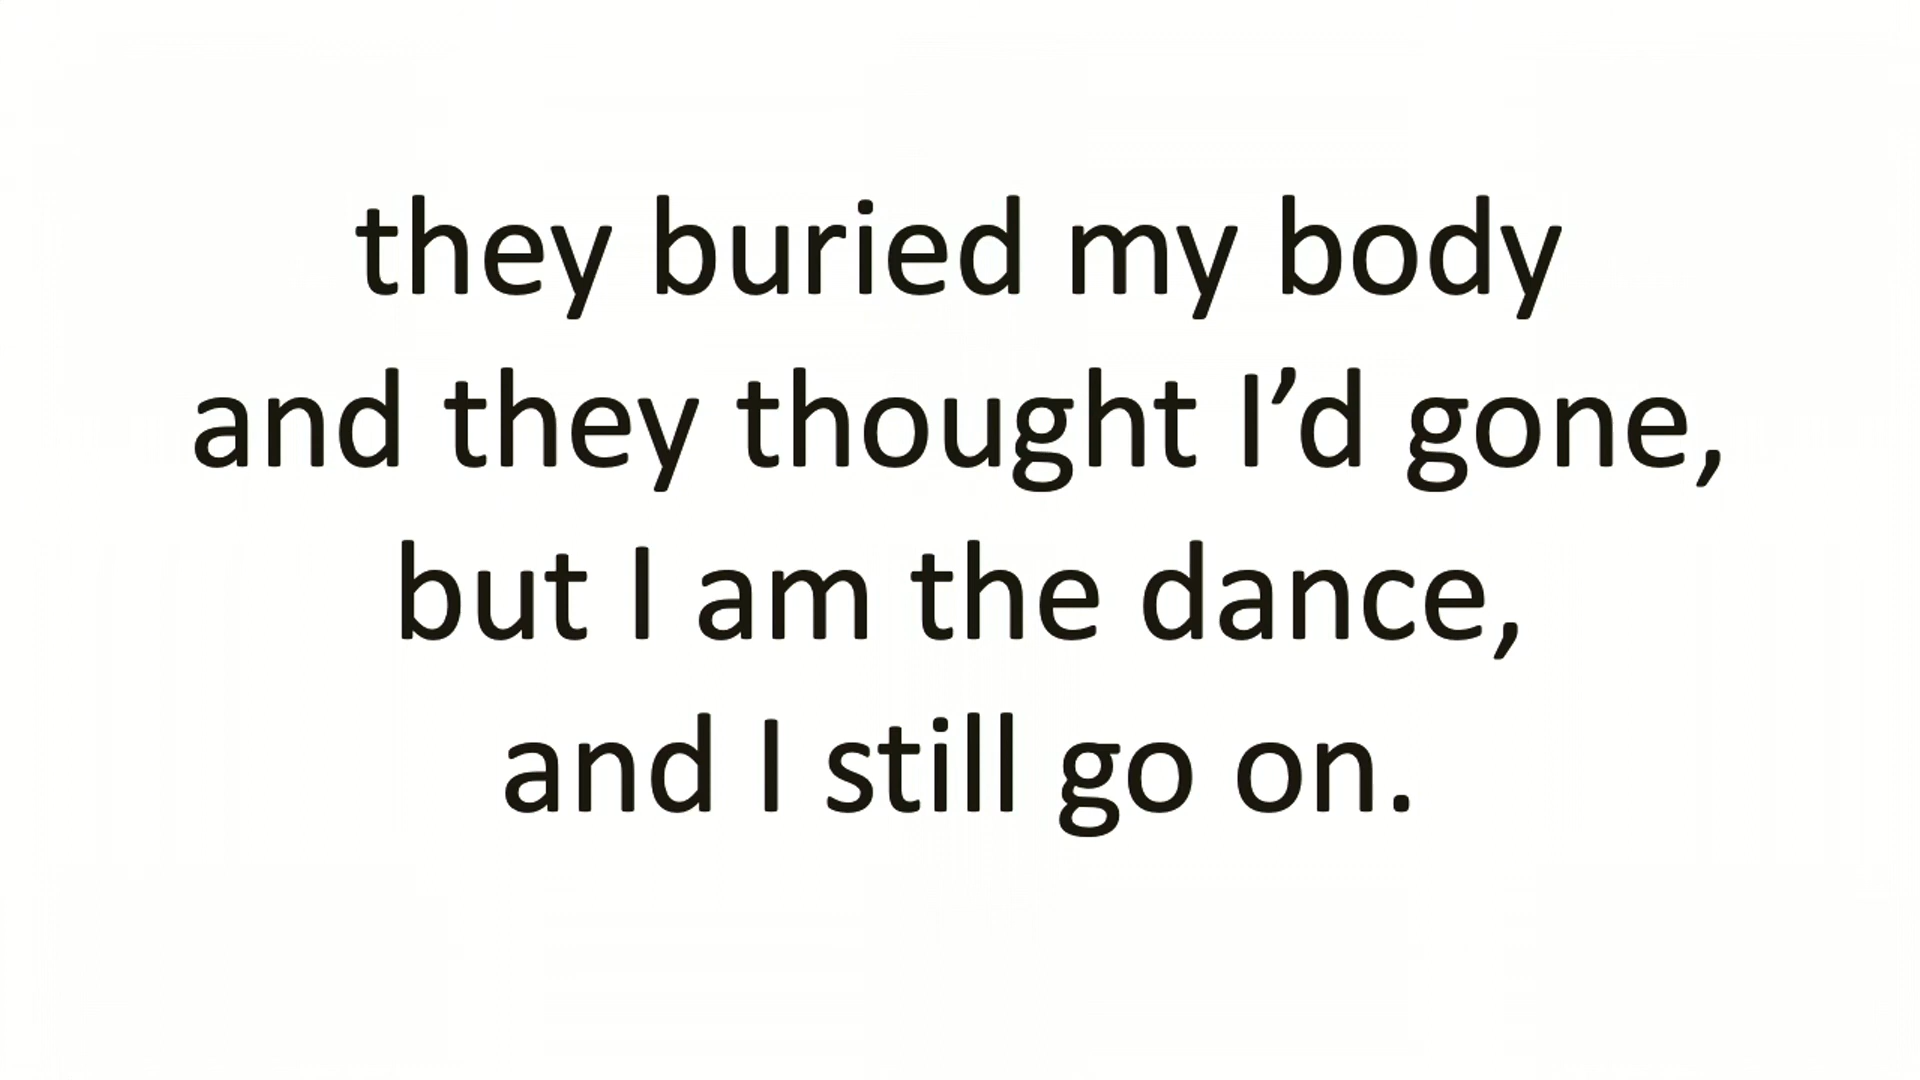 they buried my body
and they thought I’d gone,
but I am the dance,
and I still go on.